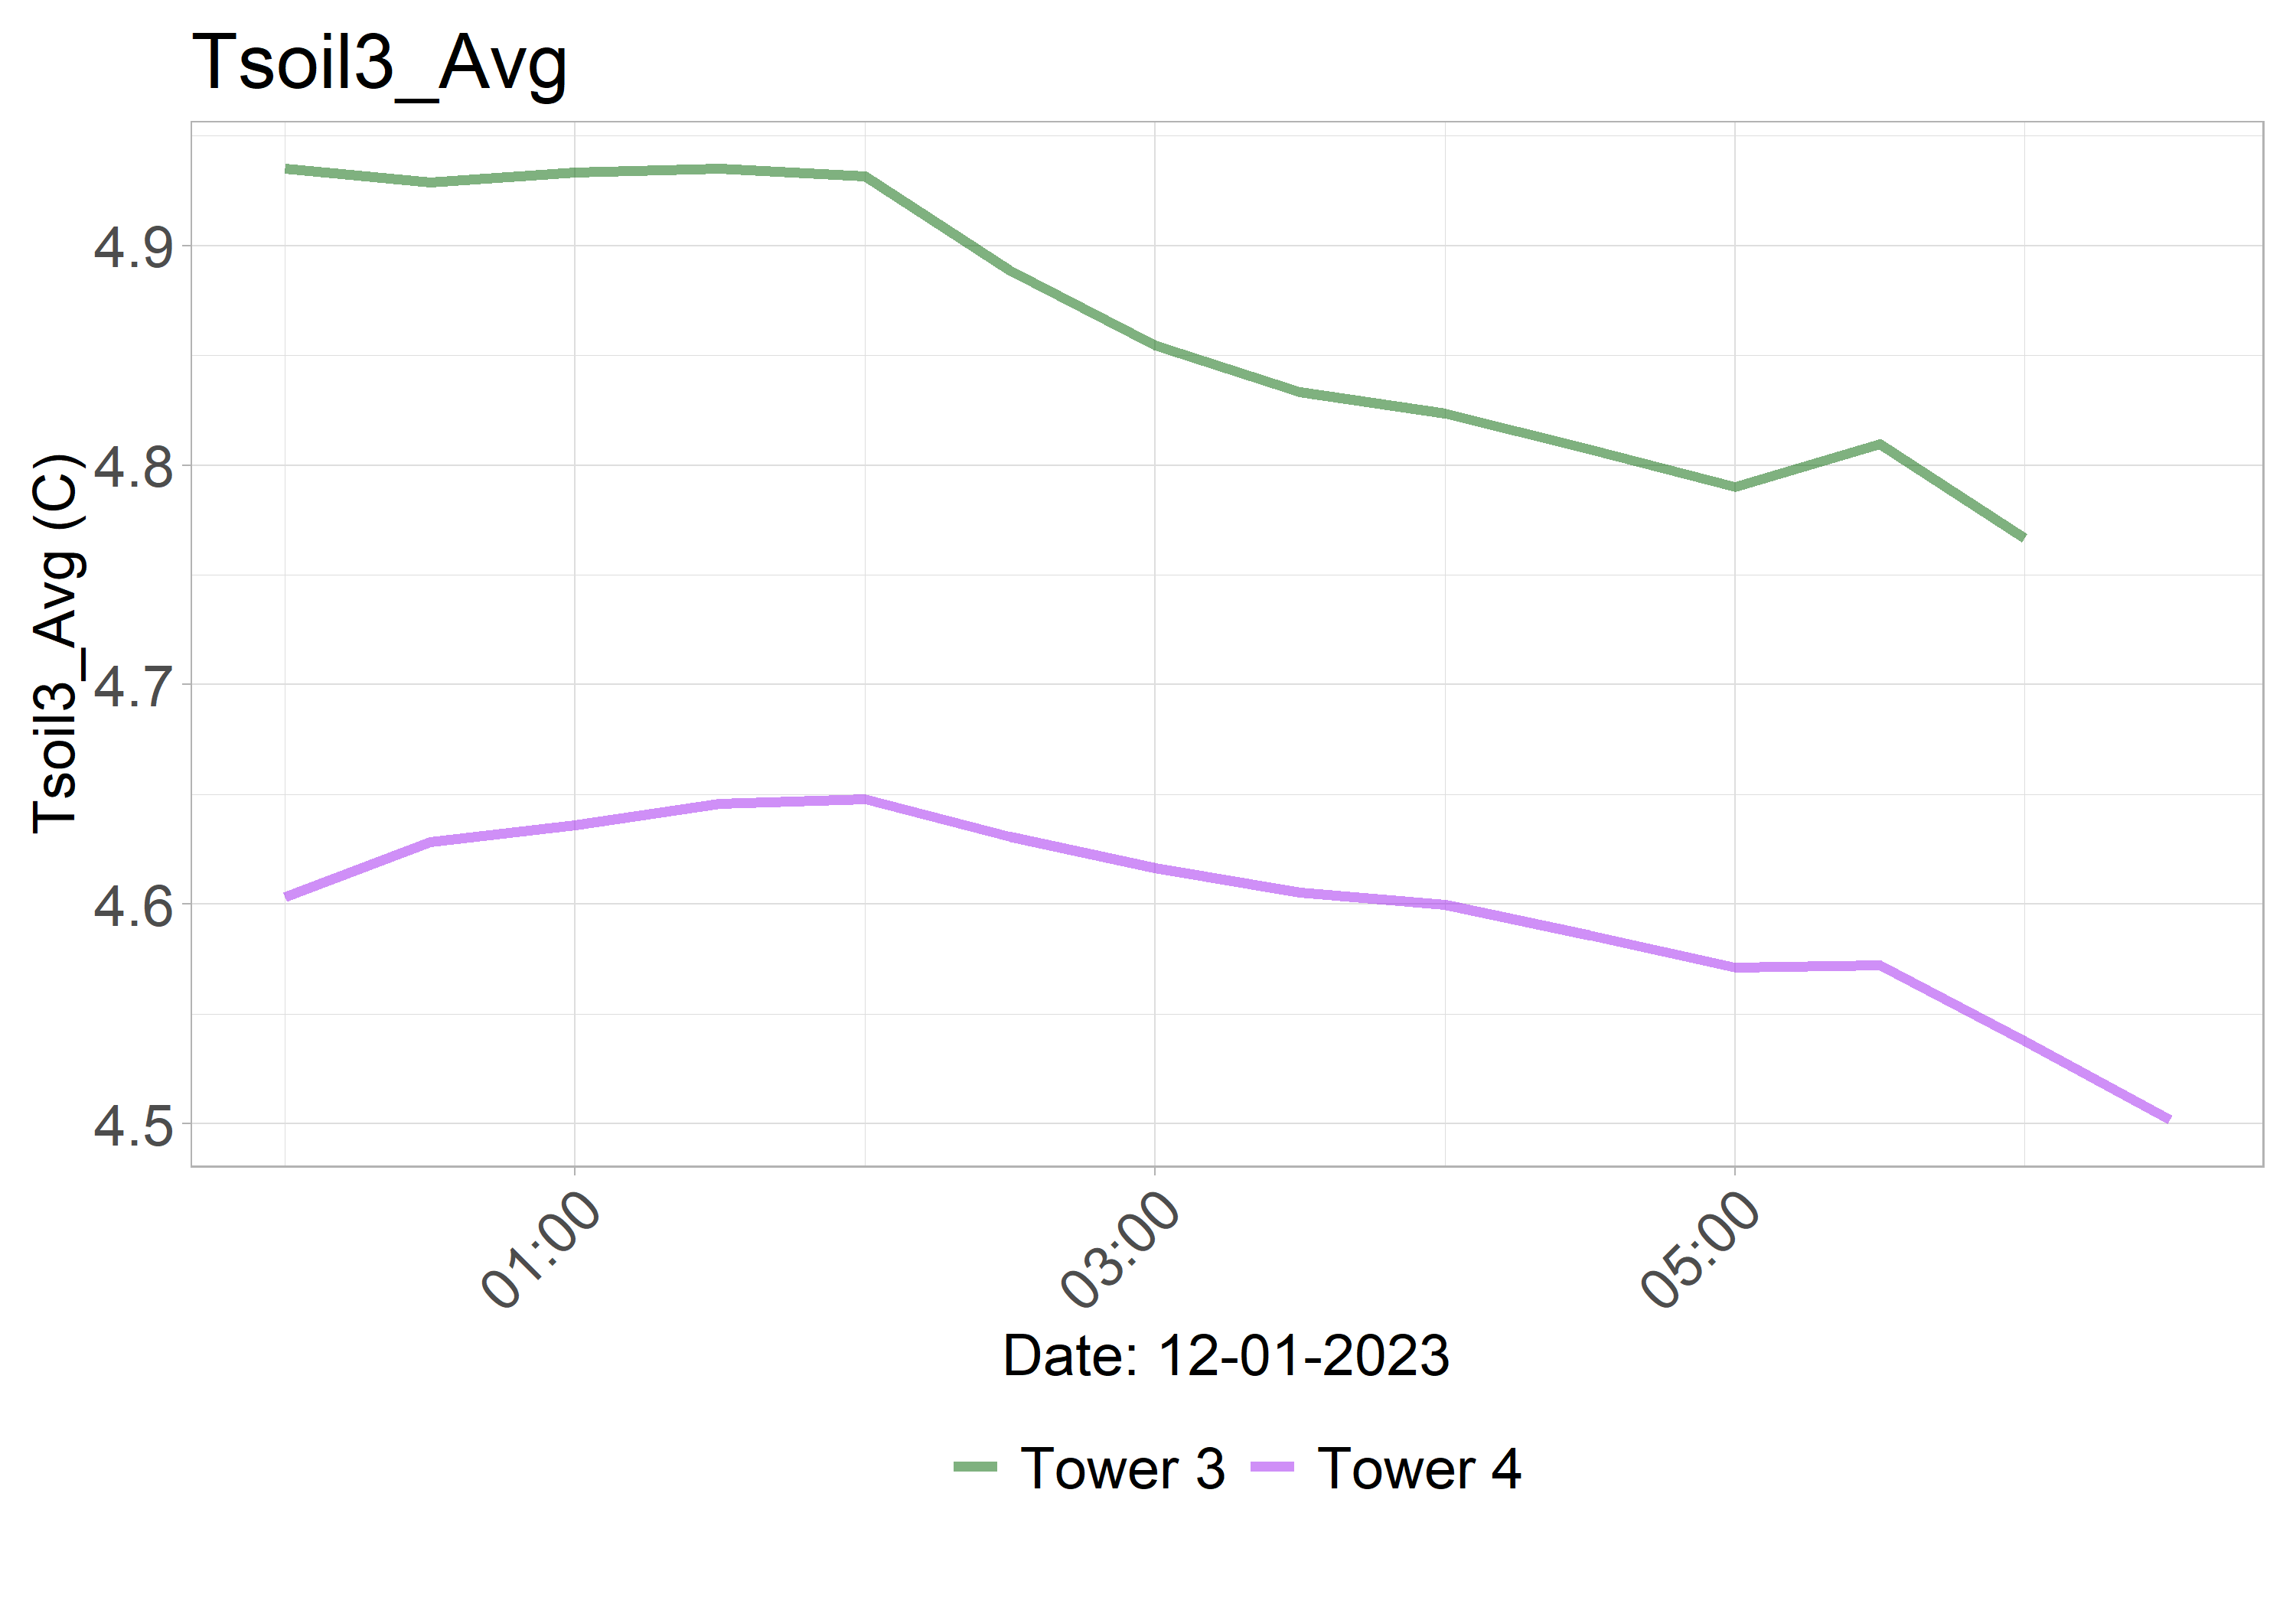 Tsoil3_Avg
Tsoil3_Avg (C)
4.9
4.8
4.7
4.6
4.5
01:00
03:00
05:00
Date: 12-01-2023
Tower 3
Tower 4